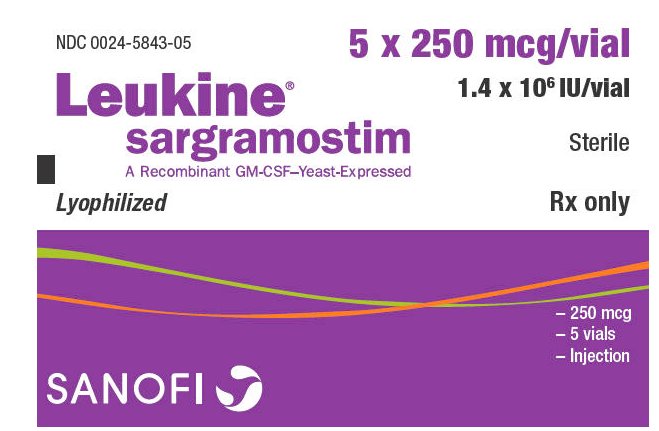 NDC 0024-5843-05
5 x 250 mcg/vial
Leukine®
1.4 x 10⁶ IU/vial
sargramostim
Sterile
A Recombinant GM-CSF–Yeast-Expressed
Lyophilized
Rx only
– 250 mcg
– 5 vials
– Injection
SANOFI